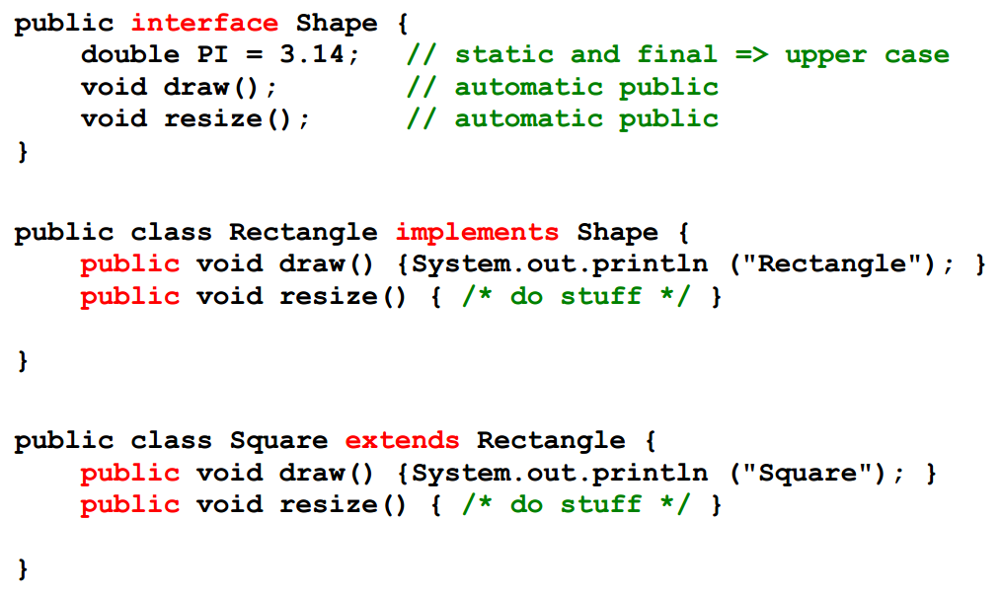 public interface Shape {
    double PI = 3.14;   // static and final => upper case
    void draw();        // automatic public
    void resize();      // automatic public
}
public class Rectangle implements Shape {
    public void draw() {System.out.println ("Rectangle"); }
    public void resize() { /* do stuff */ }
}
public class Square extends Rectangle {
    public void draw() {System.out.println ("Square"); }
    public void resize() { /* do stuff */ }
}